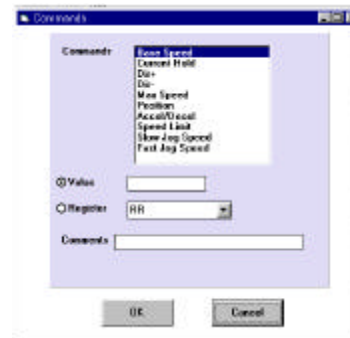 Commands
Commands
Base Speed
Current Hold
Dir+
Dir-
Max Speed
Position
Accel/Decel
Speed Limit
Slow Jog Speed
Fast Jog Speed
Value
Register
RR
Comments
OK
Cancel